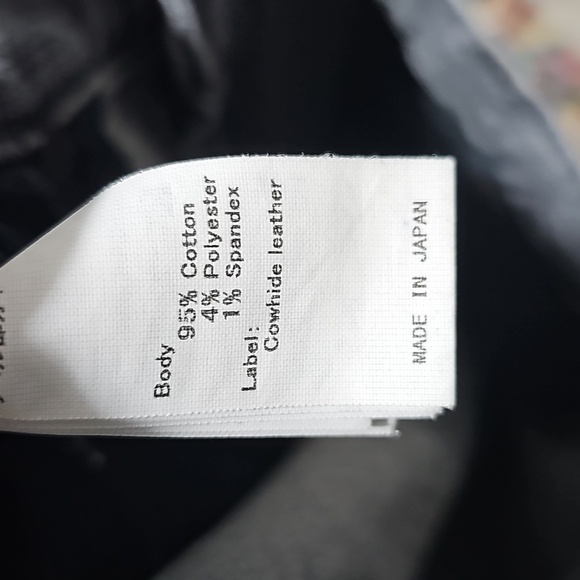 Body
95% Cotton
4% Polyester
1% Spandex
Label:
Cowhide leather
MADE IN JAPAN